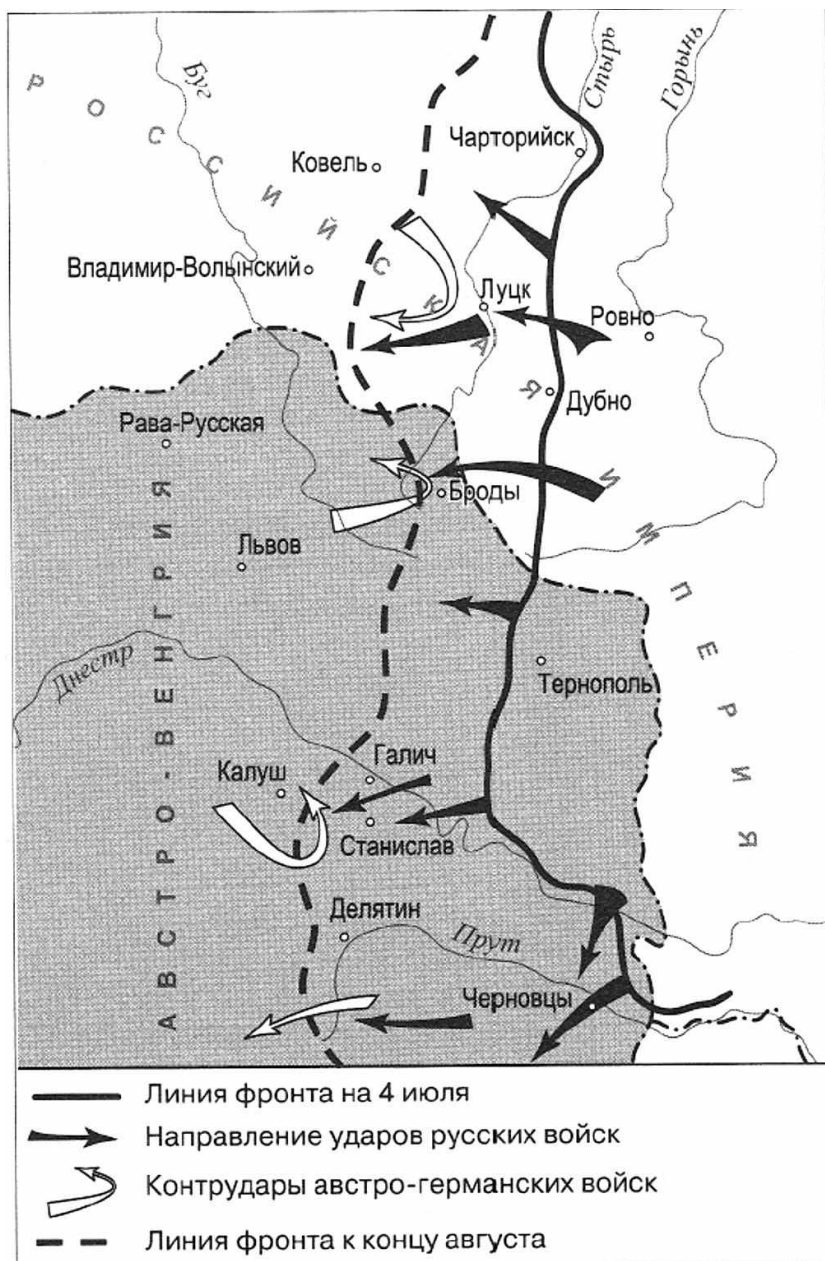 Буг
Стырь
Горынь
РОССИЙСКАЯ ИМПЕРИЯ
Чарторийск
Ковель
Владимир-Волынский
Луцк
Ровно
Дубно
Рава-Русская
Броды
Львов
АВСТРО-ВЕНГРИЯ
Днестр
Тернополь
Галич
Калуш
Станислав
Делятин
Прут
Черновцы
Линия фронта на 4 июля
Направление ударов русских войск
Контрудары австро-германских войск
Линия фронта к концу августа